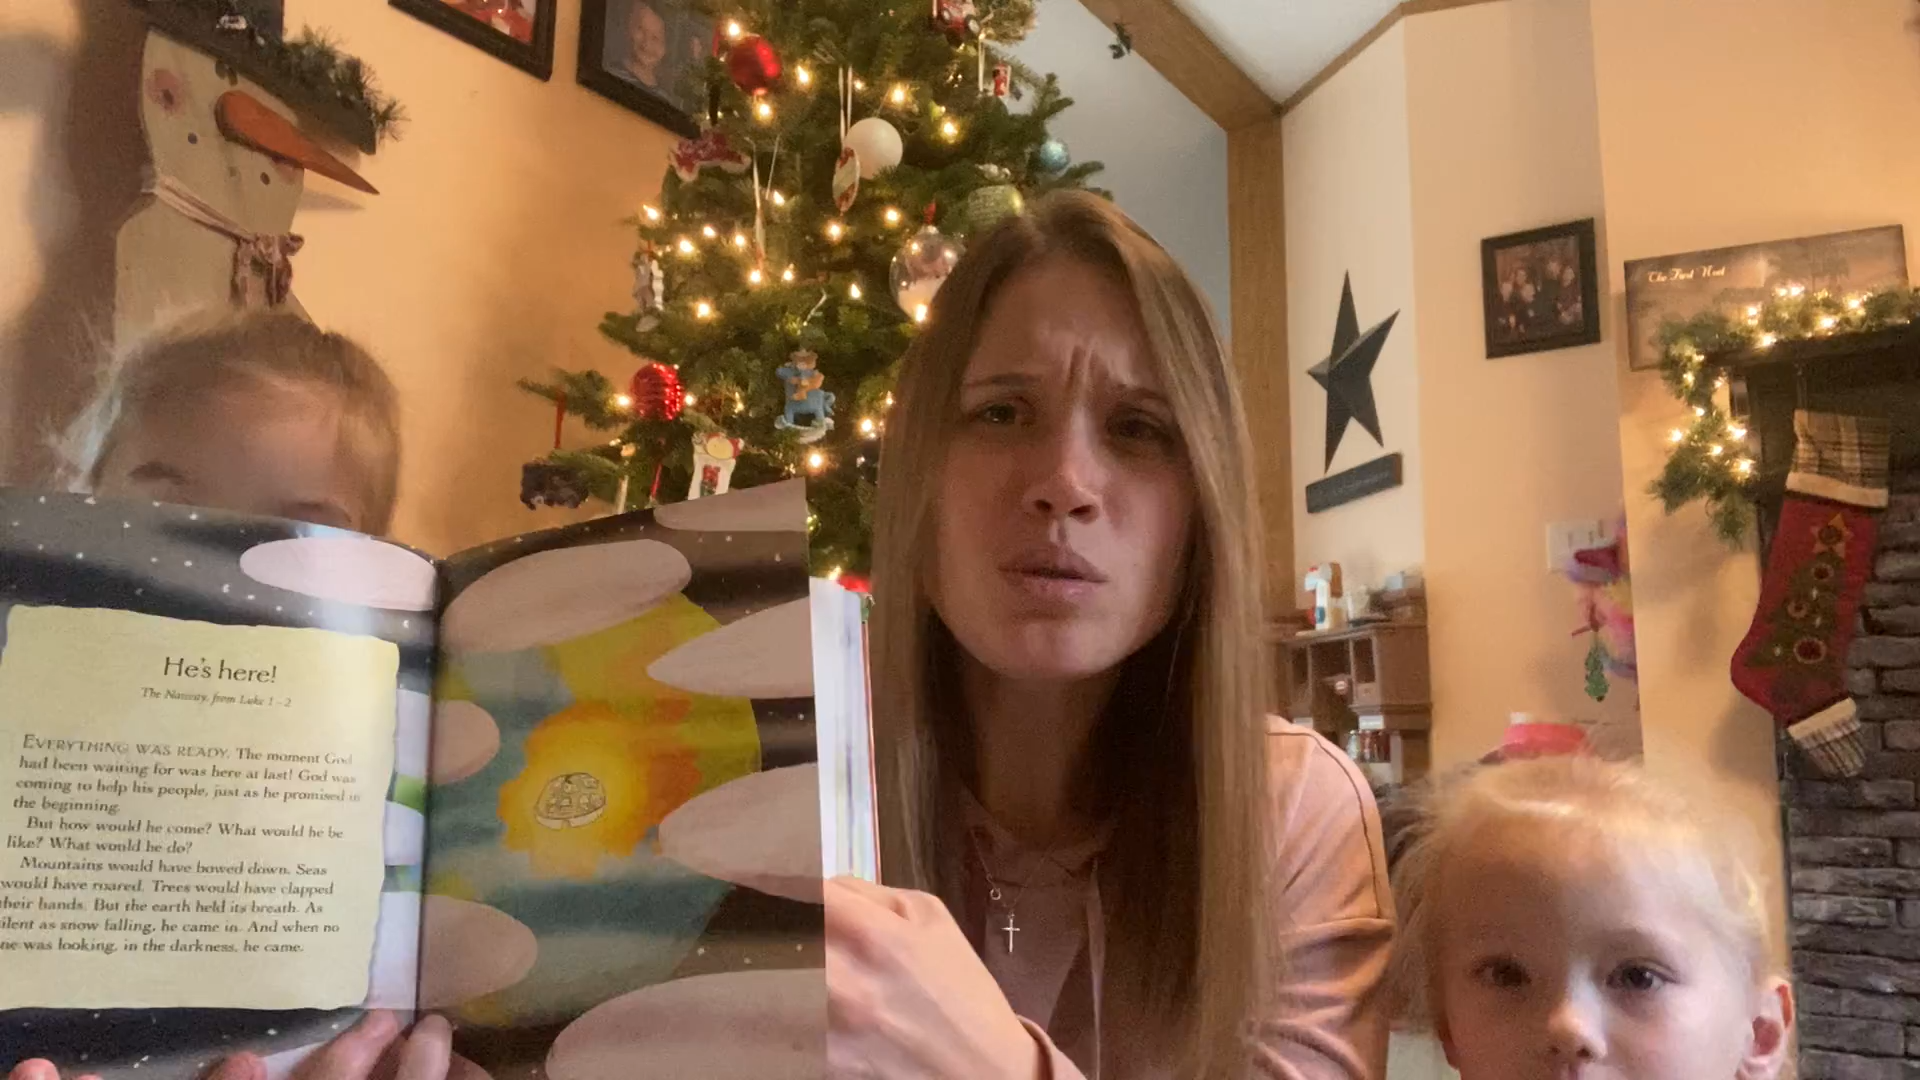 He's here!
The Nativity, from Luke 1 – 2
EVERYTHING WAS READY. The moment God
had been waiting for was here at last! God was
coming to help his people, just as he promised in
the beginning.
But how would he come? What would he be
like? What would he do?
Mountains would have bowed down. Seas
would have roared. Trees would have clapped
their hands. But the earth held its breath. As
silent as snow falling, he came in. And when no
one was looking, in the darkness, he came.
The First Noel